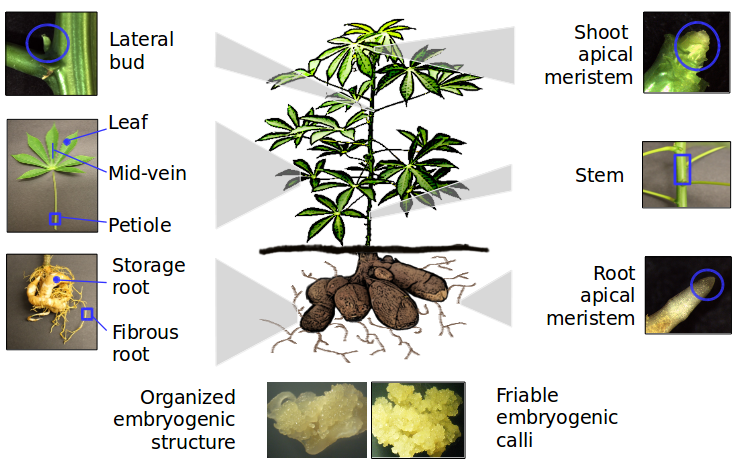 Lateral
bud
Shoot
apical
meristem
Leaf
Mid-vein
Petiole
Stem
Storage
root
Fibrous
root
Root
apical
meristem
Organized
embryogenic
structure
Friable
embryogenic
calli